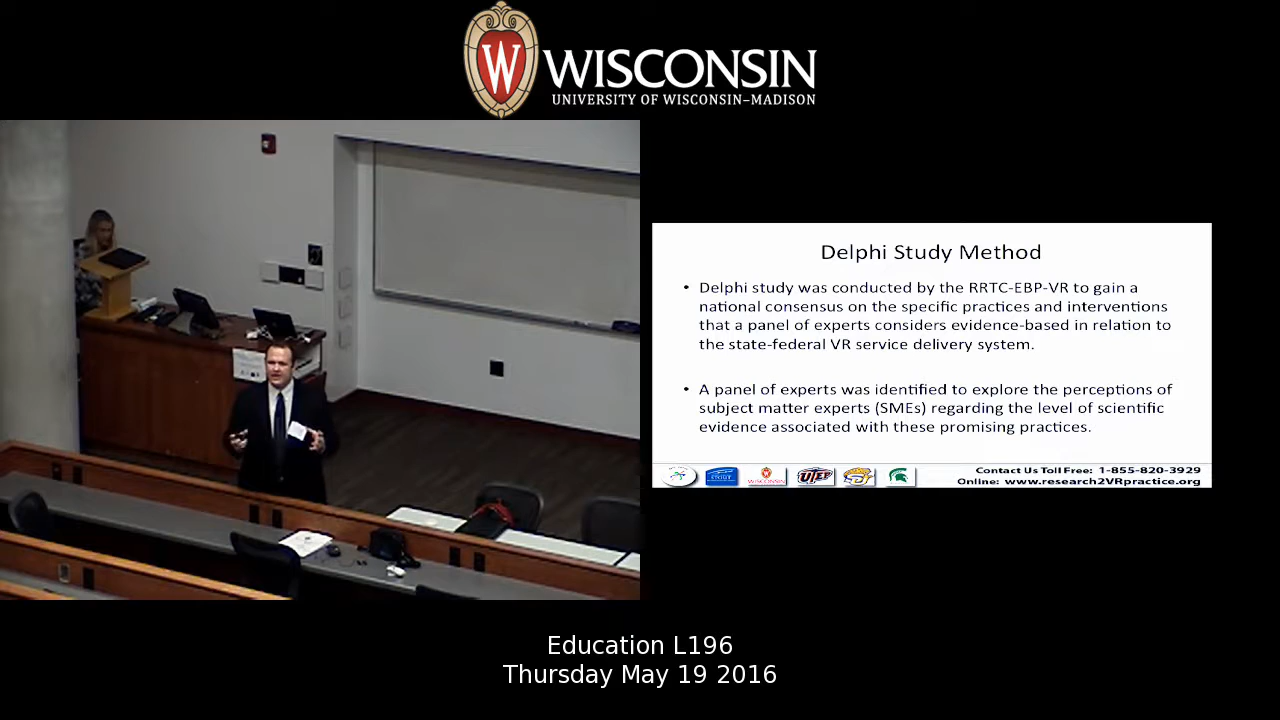 W
WISCONSIN
UNIVERSITY OF WISCONSIN–MADISON
Delphi Study Method
• Delphi study was conducted by the RRTC-EBP-VR to gain a
national consensus on the specific practices and interventions
that a panel of experts considers evidence-based in relation to
the state-federal VR service delivery system.
• A panel of experts was identified to explore the perceptions of
subject matter experts (SMEs) regarding the level of scientific
evidence associated with these promising practices.
STOUT
WISCONSIN
UTEP
S
Contact Us Toll Free: 1-855-820-3929
Online: www.research2VRpractice.org
Education L196
Thursday May 19 2016